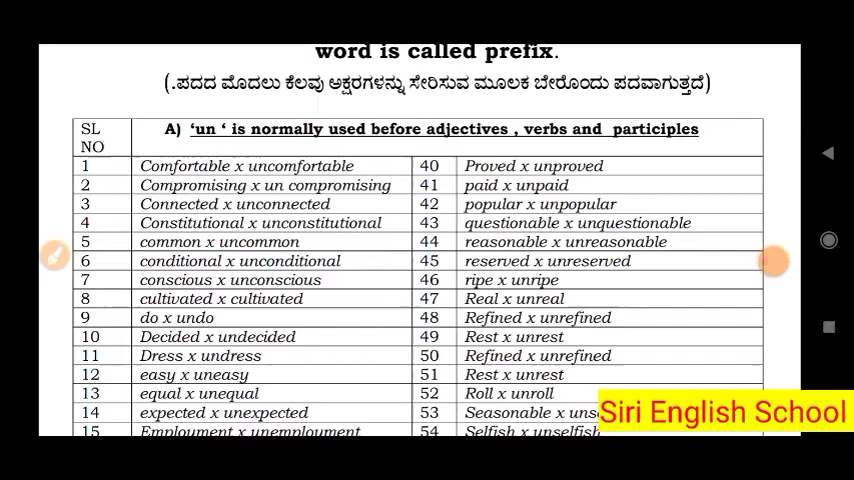 word is called prefix.
(.ಪದದ ಮೊದಲು ಕೆಲವು ಅಕ್ಷರಗಳನ್ನು ಸೇರಿಸುವ ಮೂಲಕ ಬೇರೊಂದು ಪದವಾಗುತ್ತದೆ)
SL NO A) ‘un ‘ is normally used before adjectives , verbs and participles
1 Comfortable x uncomfortable 40 Proved x unproved
2 Compromising x un compromising 41 paid x unpaid
3 Connected x unconnected 42 popular x unpopular
4 Constitutional x unconstitutional 43 questionable x unquestionable
5 common x uncommon 44 reasonable x unreasonable
6 conditional x unconditional 45 reserved x unreserved
7 conscious x unconscious 46 ripe x unripe
8 cultivated x cultivated 47 Real x unreal
9 do x undo 48 Refined x unrefined
10 Decided x undecided 49 Rest x unrest
11 Dress x undress 50 Refined x unrefined
12 easy x uneasy 51 Rest x unrest
13 equal x unequal 52 Roll x unroll
14 expected x unexpected 53 Seasonable x uns
15 Employment x unemployment 54 Selfish x unselfish
Siri English School